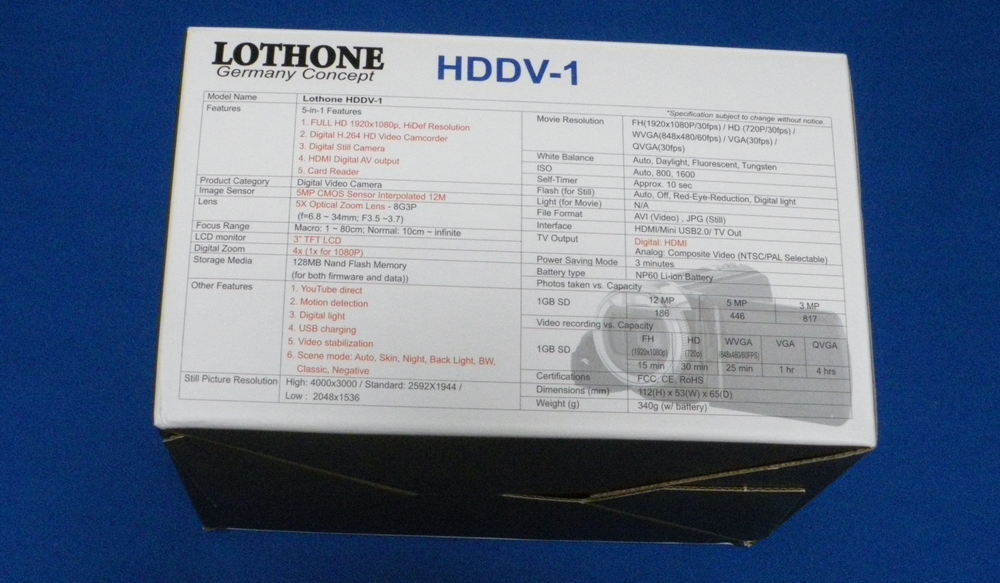 LOTHONE
Germany Concept
HDDV-1
*Specification subject to change without notice.
Model Name Lothone HDDV-1
Features 5-in-1 Features
1. FULL HD 1920x1080p, HiDef Resolution
2. Digital H.264 HD Video Camcorder
3. Digital Still Camera
4. HDMI Digital AV output
5. Card Reader
Product Category Digital Video Camera
Image Sensor 5MP CMOS Sensor Interpolated 12M
Lens 5X Optical Zoom Lens - 8G3P
(f=6.8 ~ 34mm; F3.5 ~3.7)
Focus Range Macro: 1 ~ 80cm; Normal: 10cm ~ infinite
LCD monitor 3" TFT LCD
Digital Zoom 4x (1x for 1080P)
Storage Media 128MB Nand Flash Memory
(for both firmware and data))
Other Features 1. YouTube direct
2. Motion detection
3. Digital light
4. USB charging
5. Video stabilization
6. Scene mode: Auto, Skin, Night, Back Light, BW,
Classic, Negative
Still Picture Resolution High: 4000x3000 / Standard: 2592X1944 /
Low : 2048x1536
Movie Resolution FH(1920x1080P/30fps) / HD (720P/30fps) /
WVGA(848x480/60fps) / VGA(30fps) /
QVGA(30fps)
White Balance Auto, Daylight, Fluorescent, Tungsten
ISO Auto, 800, 1600
Self-Timer Approx. 10 sec
Flash (for Still) Auto, Off, Red-Eye-Reduction, Digital light
Light (for Movie) N/A
File Format AVI (Video) , JPG (Still)
Interface HDMI/Mini USB2.0/ TV Out
TV Output Digital: HDMI
Analog: Composite Video (NTSC/PAL Selectable)
Power Saving Mode 3 minutes
Battery type NP60 Li-ion Battery
Photos taken vs. Capacity
1GB SD 12 MP 5 MP 3 MP
186 446 817
Video recording vs. Capacity
1GB SD FH HD WVGA VGA QVGA
(1920x1080p) (720p) (848x480/60FPS)
15 min 30 min 25 min 1 hr 4 hrs
Certifications FCC, CE, RoHS
Dimensions (mm) 112(H) x 53(W) x 65(D)
Weight (g) 340g (w/ battery)